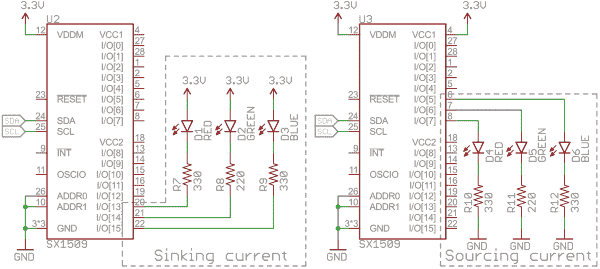 3.3V
U2
12 VDDM VCC1 4
I/O[0] 27
I/O[1] 28
I/O[2] 1
I/O[3] 2
I/O[4] 5
23 RESET I/O[5] 6
I/O[6] 7
24 SDA I/O[7] 8
25 SCL
SDA
SCL
VCC2 18
9 INT I/O[8] 13
I/O[9] 14
11 OSCIO I/O[10] 15
I/O[11] 16
26 ADDR0 I/O[12] 19
10 ADDR1 I/O[13] 20
I/O[14] 21
3*3 GND I/O[15] 22
GND
SX1509
3.3V
3.3V
3.3V
3.3V
D1
RED
D2
GREEN
D3
BLUE
R7
330
R8
220
R9
330
Sinking current
3.3V
U3
3.3V
12 VDDM VCC1 4
I/O[0] 27
I/O[1] 28
I/O[2] 1
I/O[3] 2
I/O[4] 5
23 RESET I/O[5] 6
I/O[6] 7
24 SDA I/O[7] 8
25 SCL
SDA
SCL
VCC2 18
9 INT I/O[8] 13
I/O[9] 14
11 OSCIO I/O[10] 15
I/O[11] 16
26 ADDR0 I/O[12] 19
10 ADDR1 I/O[13] 20
I/O[14] 21
3*3 GND I/O[15] 22
GND
SX1509
D4
RED
D5
GREEN
D6
BLUE
R10
330
R11
220
R12
330
GND
GND
GND
Sourcing current